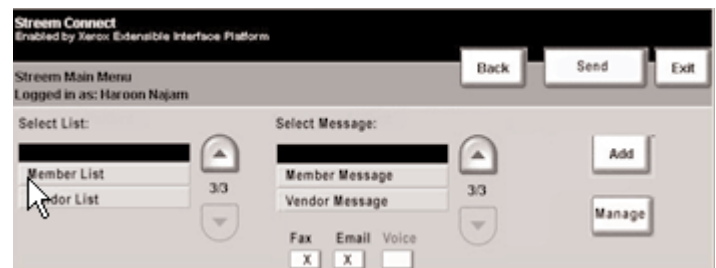 Streem Connect
Enabled by Xerox Extensible Interface Platform
Back Send Exit
Streem Main Menu
Logged in as: Haroon Najam
Select List: Select Message:
Add
Member List Member Message
3/3 3/3
Vendor Message
List
Manage
Fax Email Voice
X X